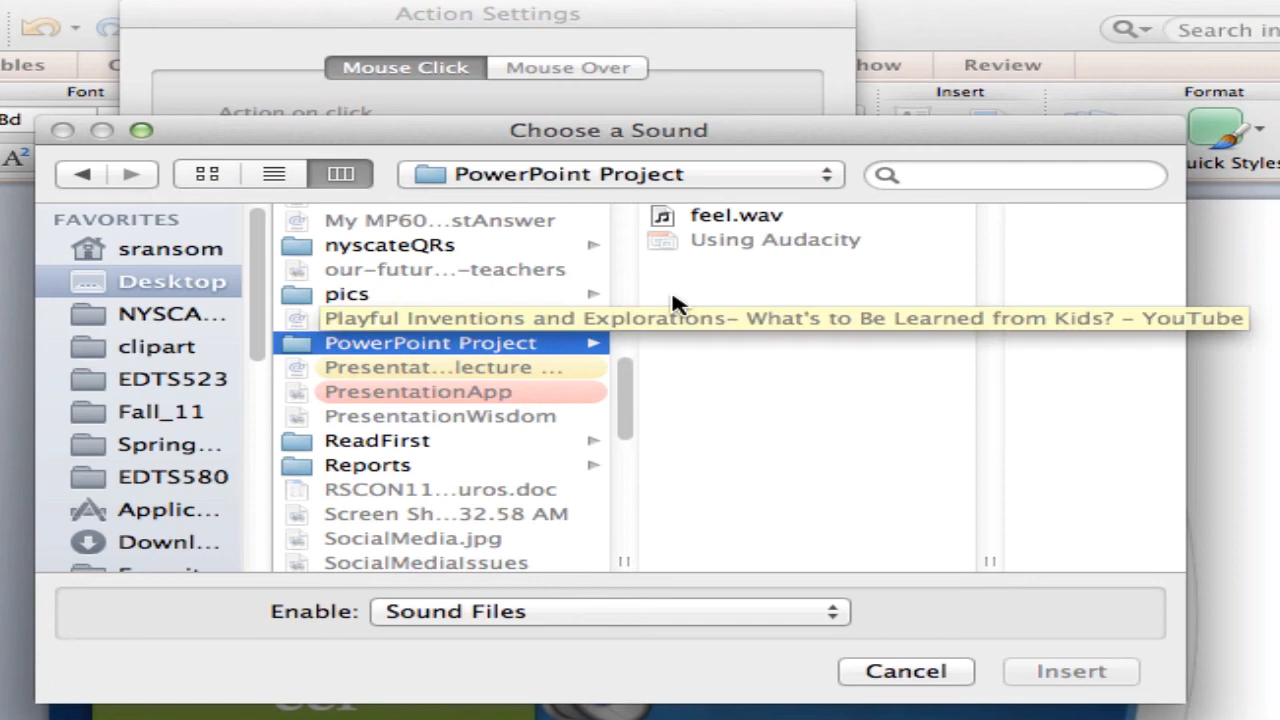 Action Settings
Search in
bles
Mouse Click
Mouse Over
how
Review
Font
Insert
Format
Action on click
Bd
A²
Choose a Sound
uick Styles
PowerPoint Project
FAVORITES
sransom
Desktop
NYSCA...
clipart
EDTS523
Fall_11
Spring...
EDTS580
Applic...
Downl...
My MP60...stAnswer
nyscateQRs
our-futur...-teachers
pics
Playful Inventions and Explorations- What's to Be Learned from Kids? - YouTube
PowerPoint Project
Presentat...lecture ...
PresentationApp
PresentationWisdom
ReadFirst
Reports
RSCON11...uros.doc
Screen Sh...32.58 AM
SocialMedia.jpg
SocialMediaIssues
feel.wav
Using Audacity
Enable:
Sound Files
Cancel
Insert